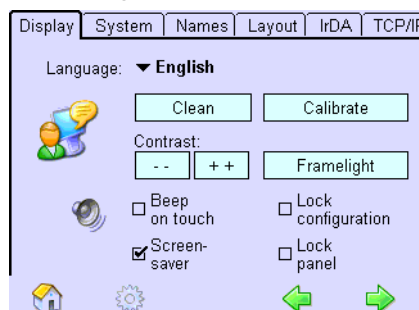 Display System Names Layout IrDA TCP/IP
Language: English
Clean Calibrate
Contrast:
-- ++ Framelight
Beep
on touch
Lock
configuration
Screen-
saver
Lock
panel